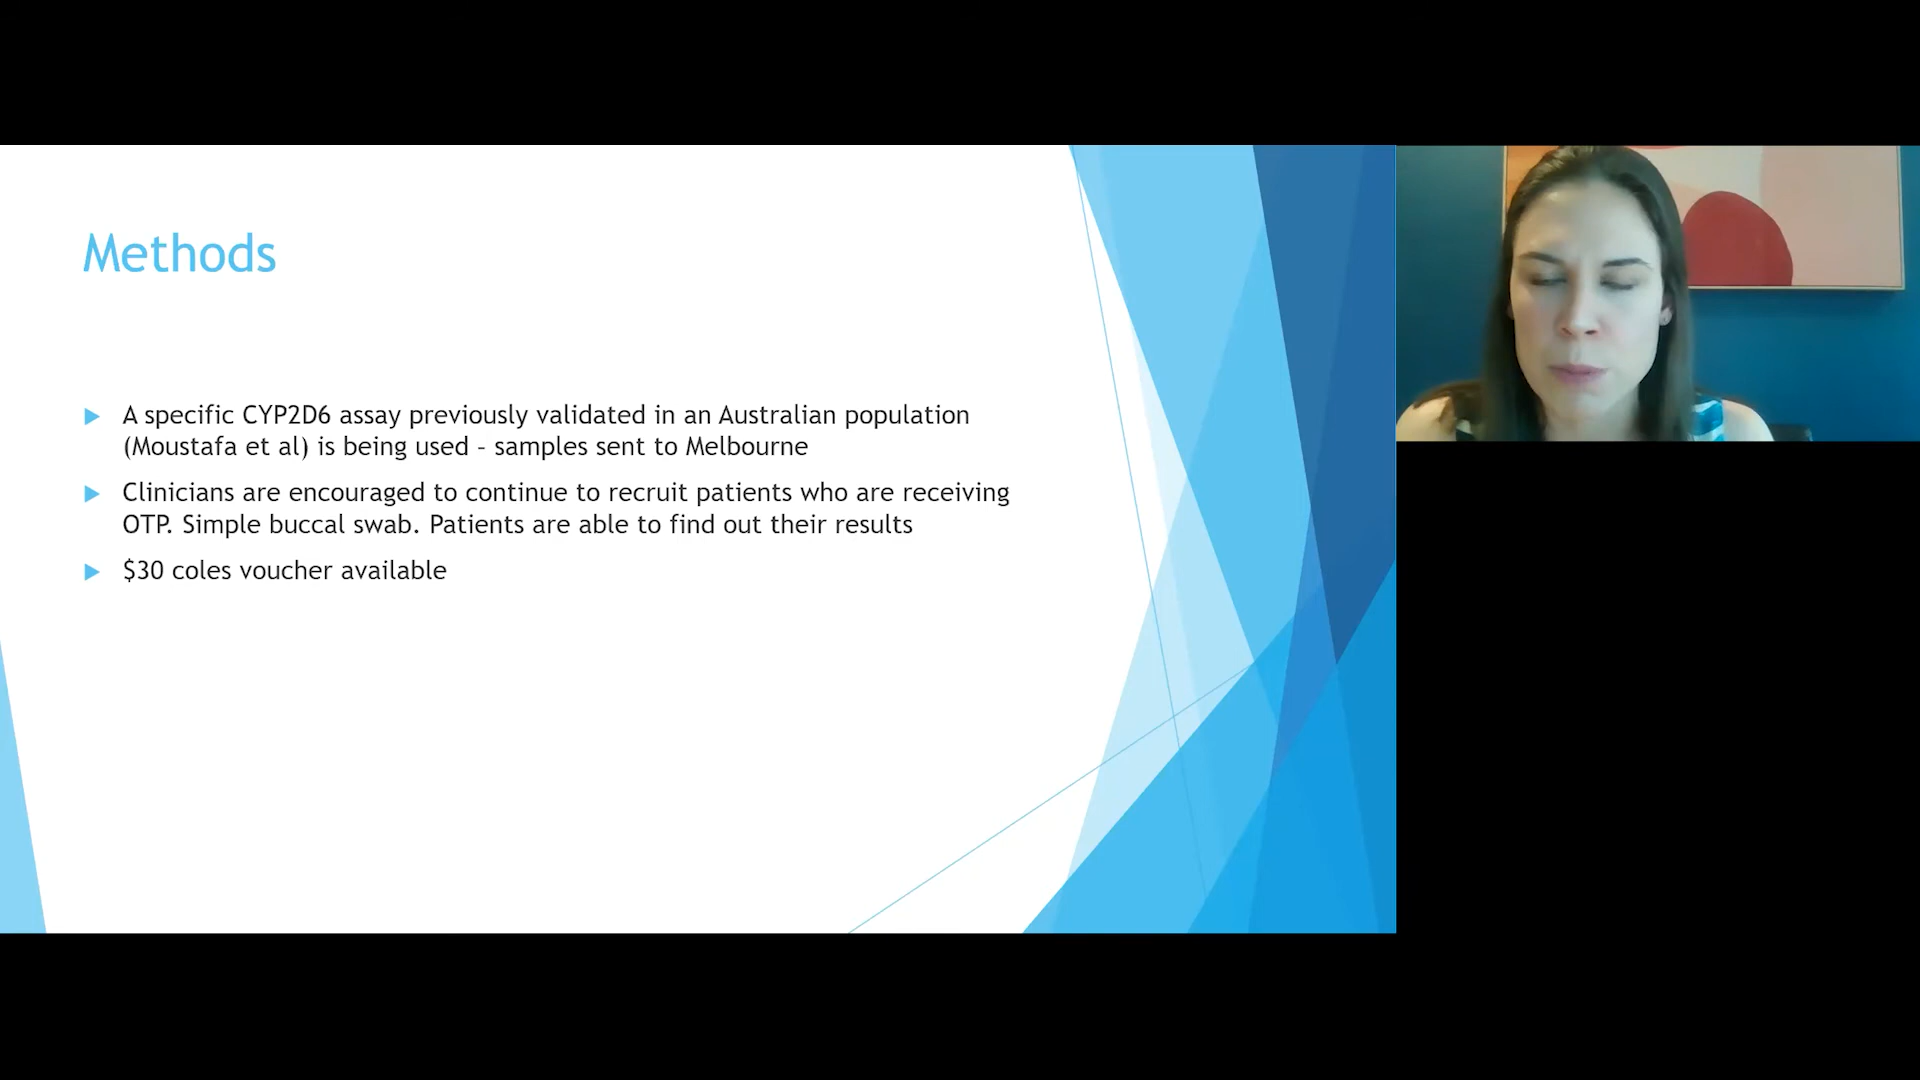 Methods
A specific CYP2D6 assay previously validated in an Australian population
(Moustafa et al) is being used – samples sent to Melbourne
Clinicians are encouraged to continue to recruit patients who are receiving
OTP. Simple buccal swab. Patients are able to find out their results
$30 coles voucher available